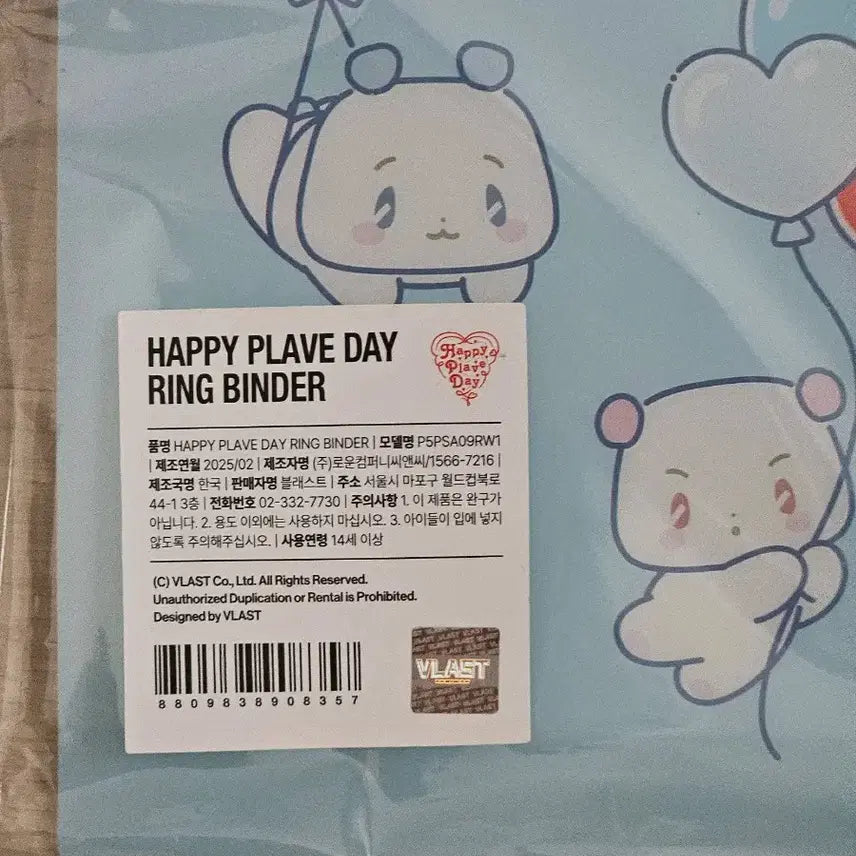 HAPPY PLAVE DAY
RING BINDER
Happy
Plave
Day
품명 HAPPY PLAVE DAY RING BINDER | 모델명 P5PSA09RW1
| 제조연월 2025/02 | 제조자명 (주)로운컴퍼니씨앤씨/1566-7216 |
제조국명 한국 | 판매자명 블래스트 | 주소 서울시 마포구 월드컵북로
44-1 3층 | 전화번호 02-332-7730 | 주의사항 1. 이 제품은 완구가
아닙니다. 2. 용도 이외에는 사용하지 마십시오. 3. 아이들이 입에 넣지
않도록 주의해주십시오. | 사용연령 14세 이상
(C) VLAST Co., Ltd. All Rights Reserved.
Unauthorized Duplication or Rental is Prohibited.
Designed by VLAST
8809838908357
VLAST